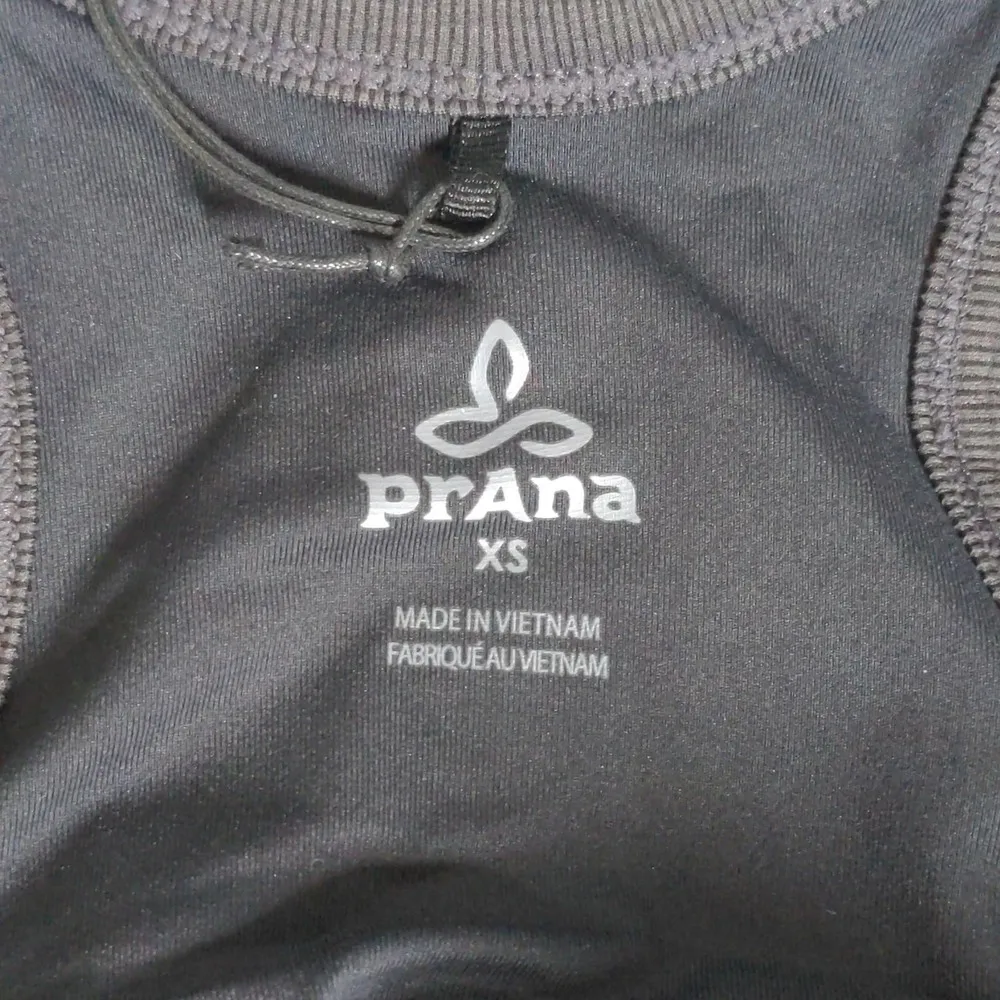 prAna
XS
MADE IN VIETNAM
FABRIQUÉ AU VIETNAM